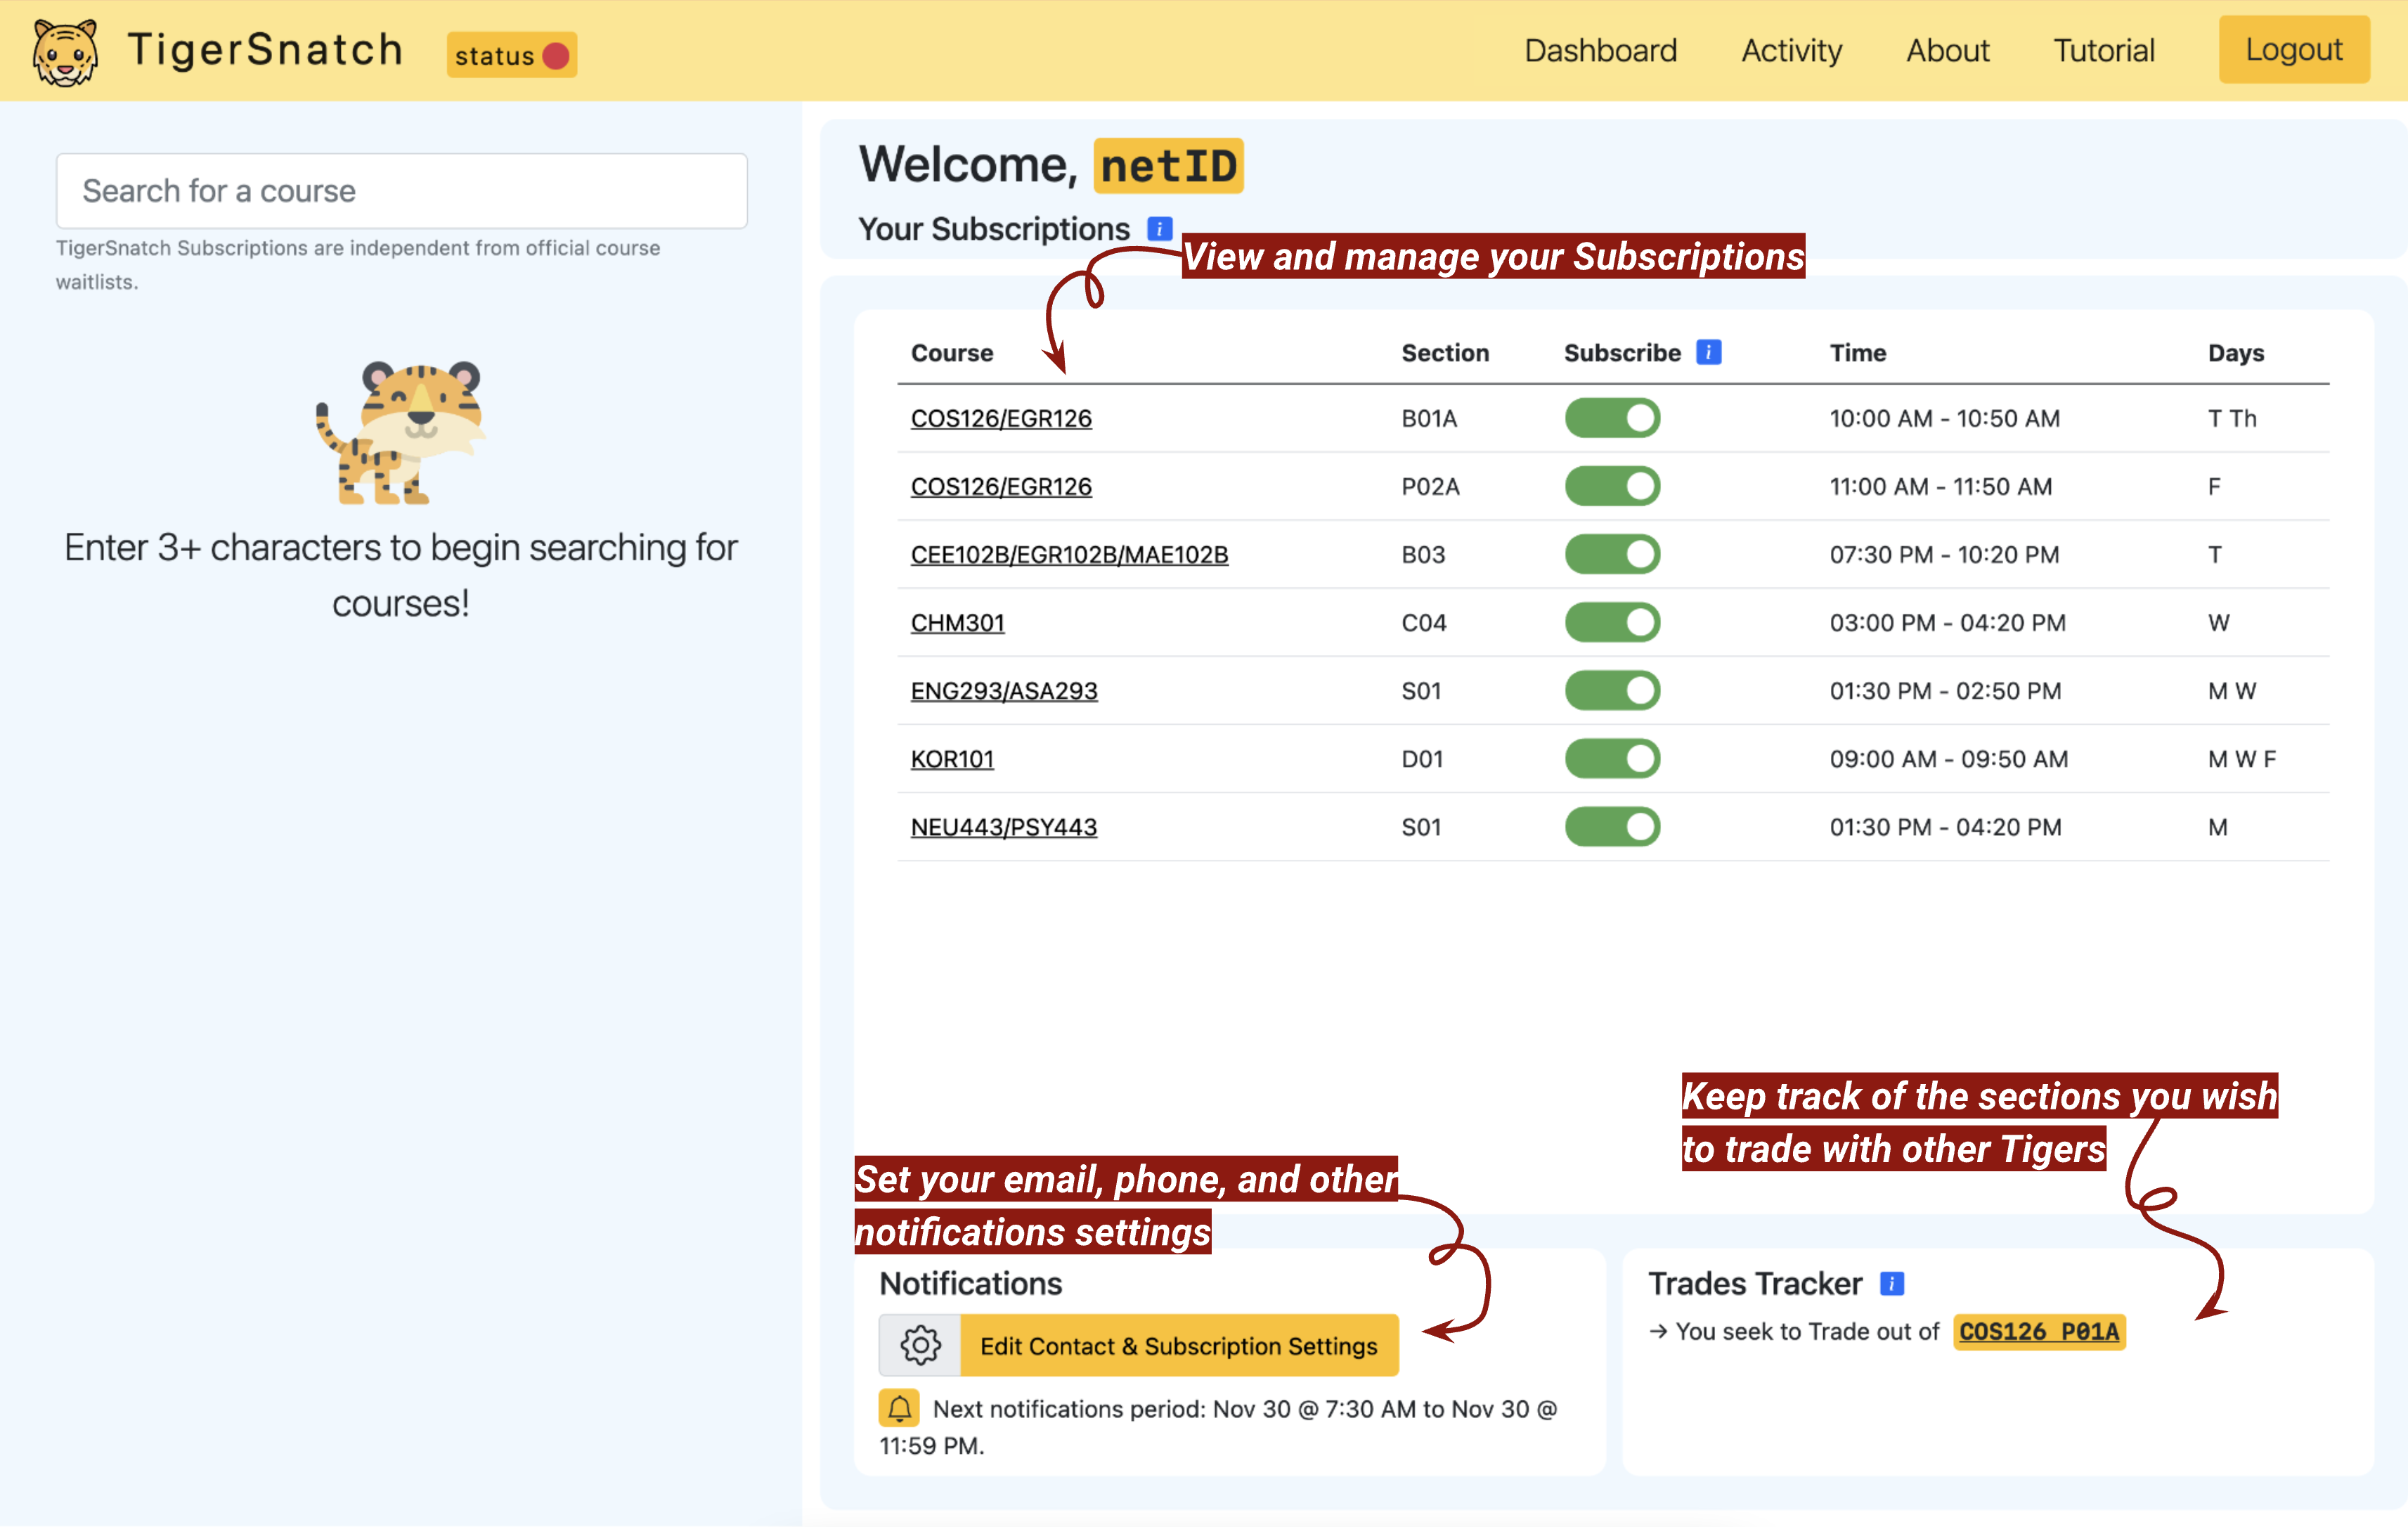 TigerSnatch status Dashboard Activity About Tutorial Logout
Search for a course
TigerSnatch Subscriptions are independent from official course
waitlists.
Enter 3+ characters to begin searching for
courses!
Welcome, netID
Your Subscriptions i
View and manage your Subscriptions
Course Section Subscribe i Time Days
COS126/EGR126 B01A 10:00 AM - 10:50 AM T Th
COS126/EGR126 P02A 11:00 AM - 11:50 AM F
CEE102B/EGR102B/MAE102B B03 07:30 PM - 10:20 PM T
CHM301 C04 03:00 PM - 04:20 PM W
ENG293/ASA293 S01 01:30 PM - 02:50 PM M W
KOR101 D01 09:00 AM - 09:50 AM M W F
NEU443/PSY443 S01 01:30 PM - 04:20 PM M
Set your email, phone, and other
notifications settings
Notifications
Edit Contact & Subscription Settings
Next notifications period: Nov 30 @ 7:30 AM to Nov 30 @
11:59 PM.
Keep track of the sections you wish
to trade with other Tigers
Trades Tracker i
→ You seek to Trade out of COS126 P01A